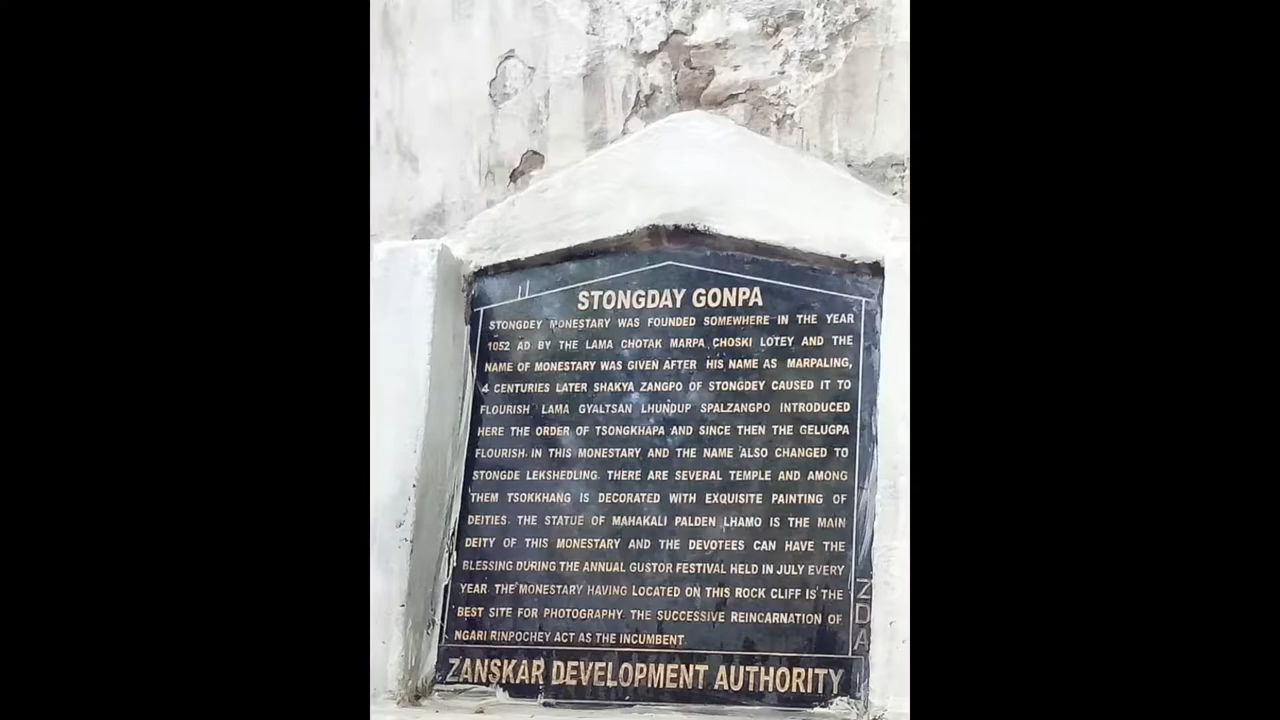 STONGDAY GONPA
STONGDEY MONESTARY WAS FOUNDED SOMEWHERE IN THE YEAR
1052 AD BY THE LAMA CHOTAK MARPA CHOSKI LOTEY AND THE
NAME OF MONESTARY WAS GIVEN AFTER HIS NAME AS MARPALING,
4 CENTURIES LATER SHAKYA ZANGPO OF STONGDEY CAUSED IT TO
FLOURISH LAMA GYALTSAN LHUNDUP SPALZANGPO INTRODUCED
HERE THE ORDER OF TSONGKHAPA AND SINCE THEN THE GELUGPA
FLOURISH. IN THIS MONESTARY AND THE NAME ALSO CHANGED TO
STONGDE LEKSHEDLING. THERE ARE SEVERAL TEMPLE AND AMONG
THEM TSOKKHANG IS DECORATED WITH EXQUISITE PAINTING OF
DEITIES. THE STATUE OF MAHAKALI PALDEN LHAMO IS THE MAIN
DEITY OF THIS MONESTARY AND THE DEVOTEES CAN HAVE THE
BLESSING DURING THE ANNUAL GUSTOR FESTIVAL HELD IN JULY EVERY
YEAR. THE MONESTARY HAVING LOCATED ON THIS ROCK CLIFF IS THE
BEST SITE FOR PHOTOGRAPHY. THE SUCCESSIVE REINCARNATION OF
NGARI RINPOCHEY ACT AS THE INCUMBENT.
ZANSKAR DEVELOPMENT AUTHORITY
ZDA